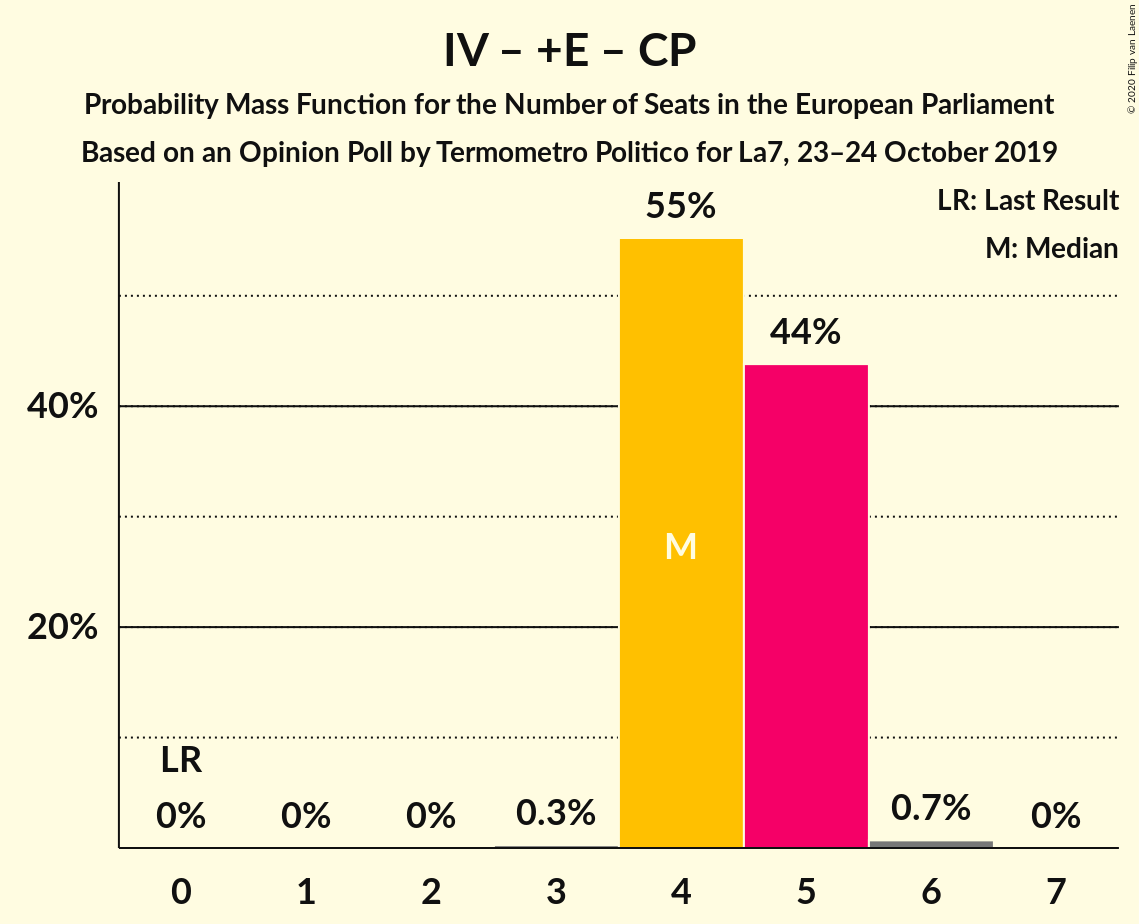 IV – +E – CP
Probability Mass Function for the Number of Seats in the European Parliament
Based on an Opinion Poll by Termometro Politico for La7, 23–24 October 2019
© 2020 Filip van Laenen
LR: Last Result
M: Median
55%
44%
40%
M
20%
LR
0%
0%
0%
0.3%
0.7%
0%
0
1
2
3
4
5
6
7